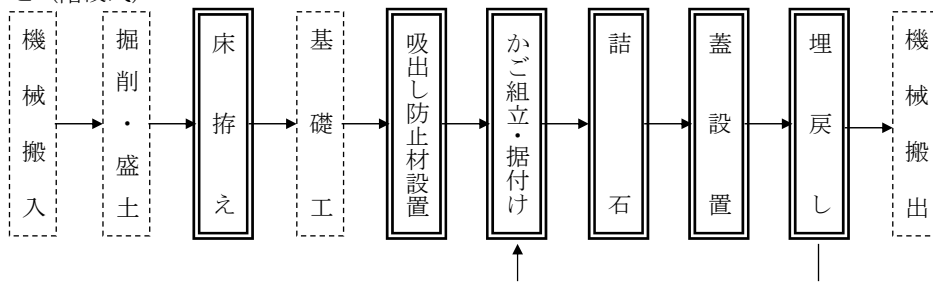 機械搬入
掘削・盛土
床拵え
基礎工
吸出し防止材設置
かご組立・据付け
詰石
蓋設置
埋戻し
機械搬出